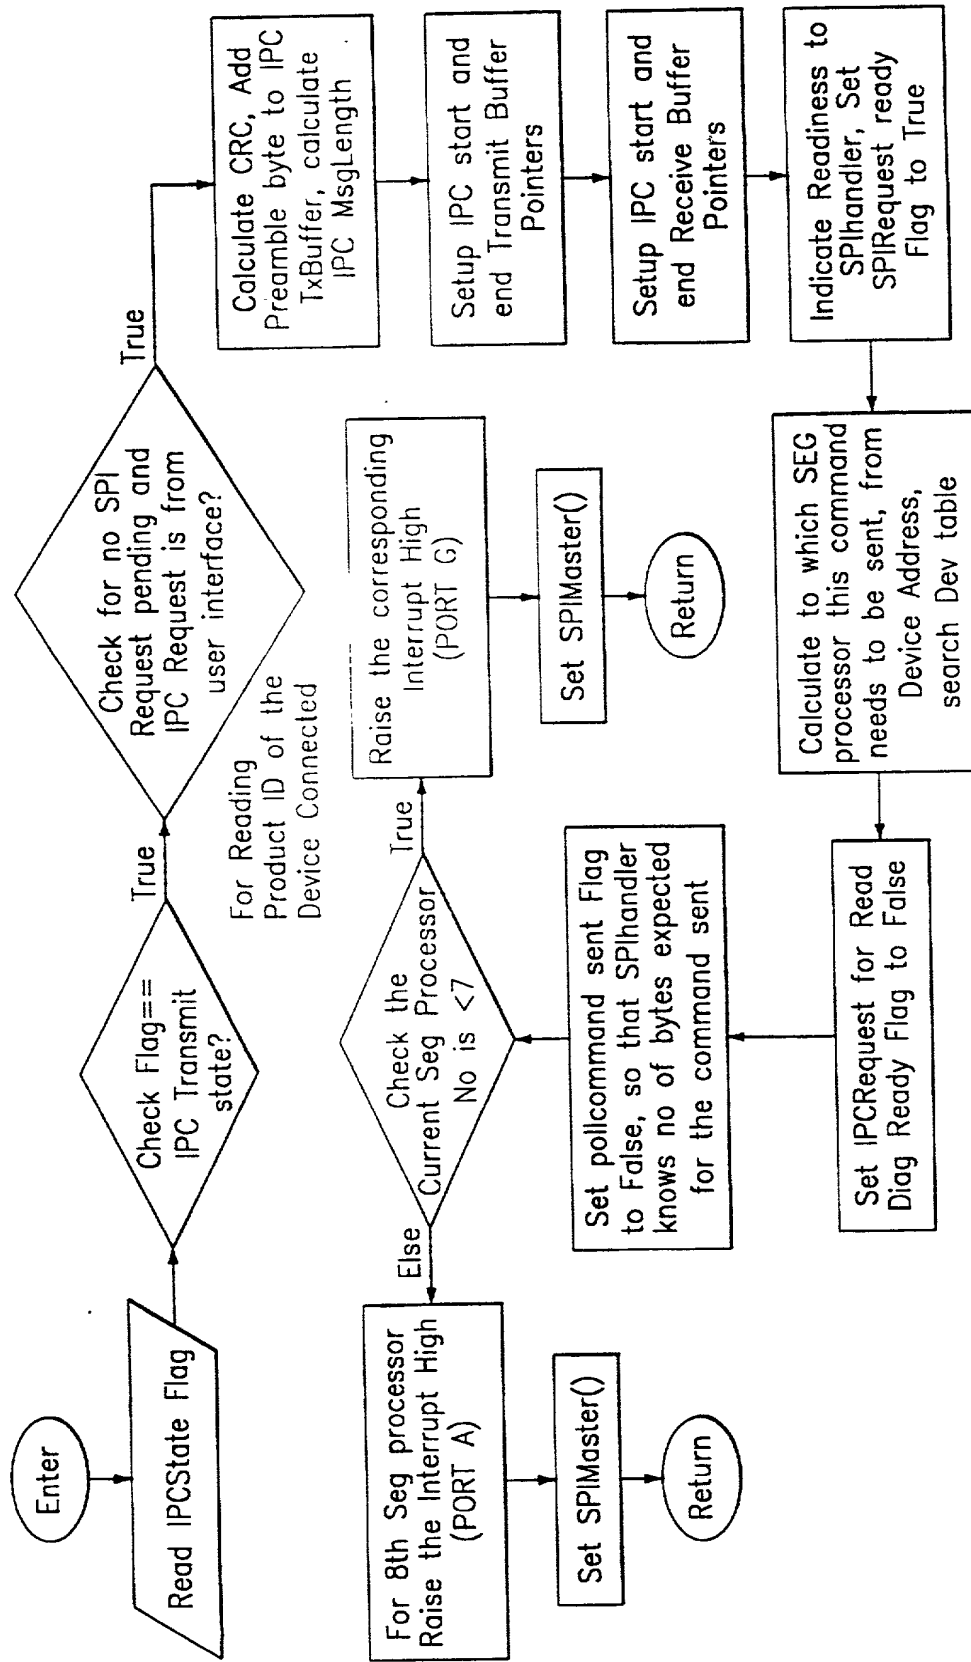 Enter
Read IPCState Flag
Check Flag==
IPC Transmit
state?
True
Check for no SPI
Request pending and
IPC Request is from
user interface?
True
For Reading
Product ID of the
Device Connected
Calculate CRC, Add
Preamble byte to IPC
TxBuffer, calculate
IPC MsgLength
Setup IPC start and
end Transmit Buffer
Pointers
Setup IPC start and
end Receive Buffer
Pointers
Indicate Readiness to
SPIhandler, Set
SPIRequest ready
Flag to True
Calculate to which SEG
processor this command
needs to be sent, from
Device Address,
search Dev table
Set IPCRequest for Read
Diag Ready Flag to False
Set pollcommand sent Flag
to False, so that SPIhandler
knows no of bytes expected
for the command sent
Check the
Current Seg Processor
No is <7
True
Raise the corresponding
Interrupt High
(PORT G)
Set SPIMaster()
Return
Else
For 8th Seg processor
Raise the Interrupt High
(PORT A)
Set SPIMaster()
Return